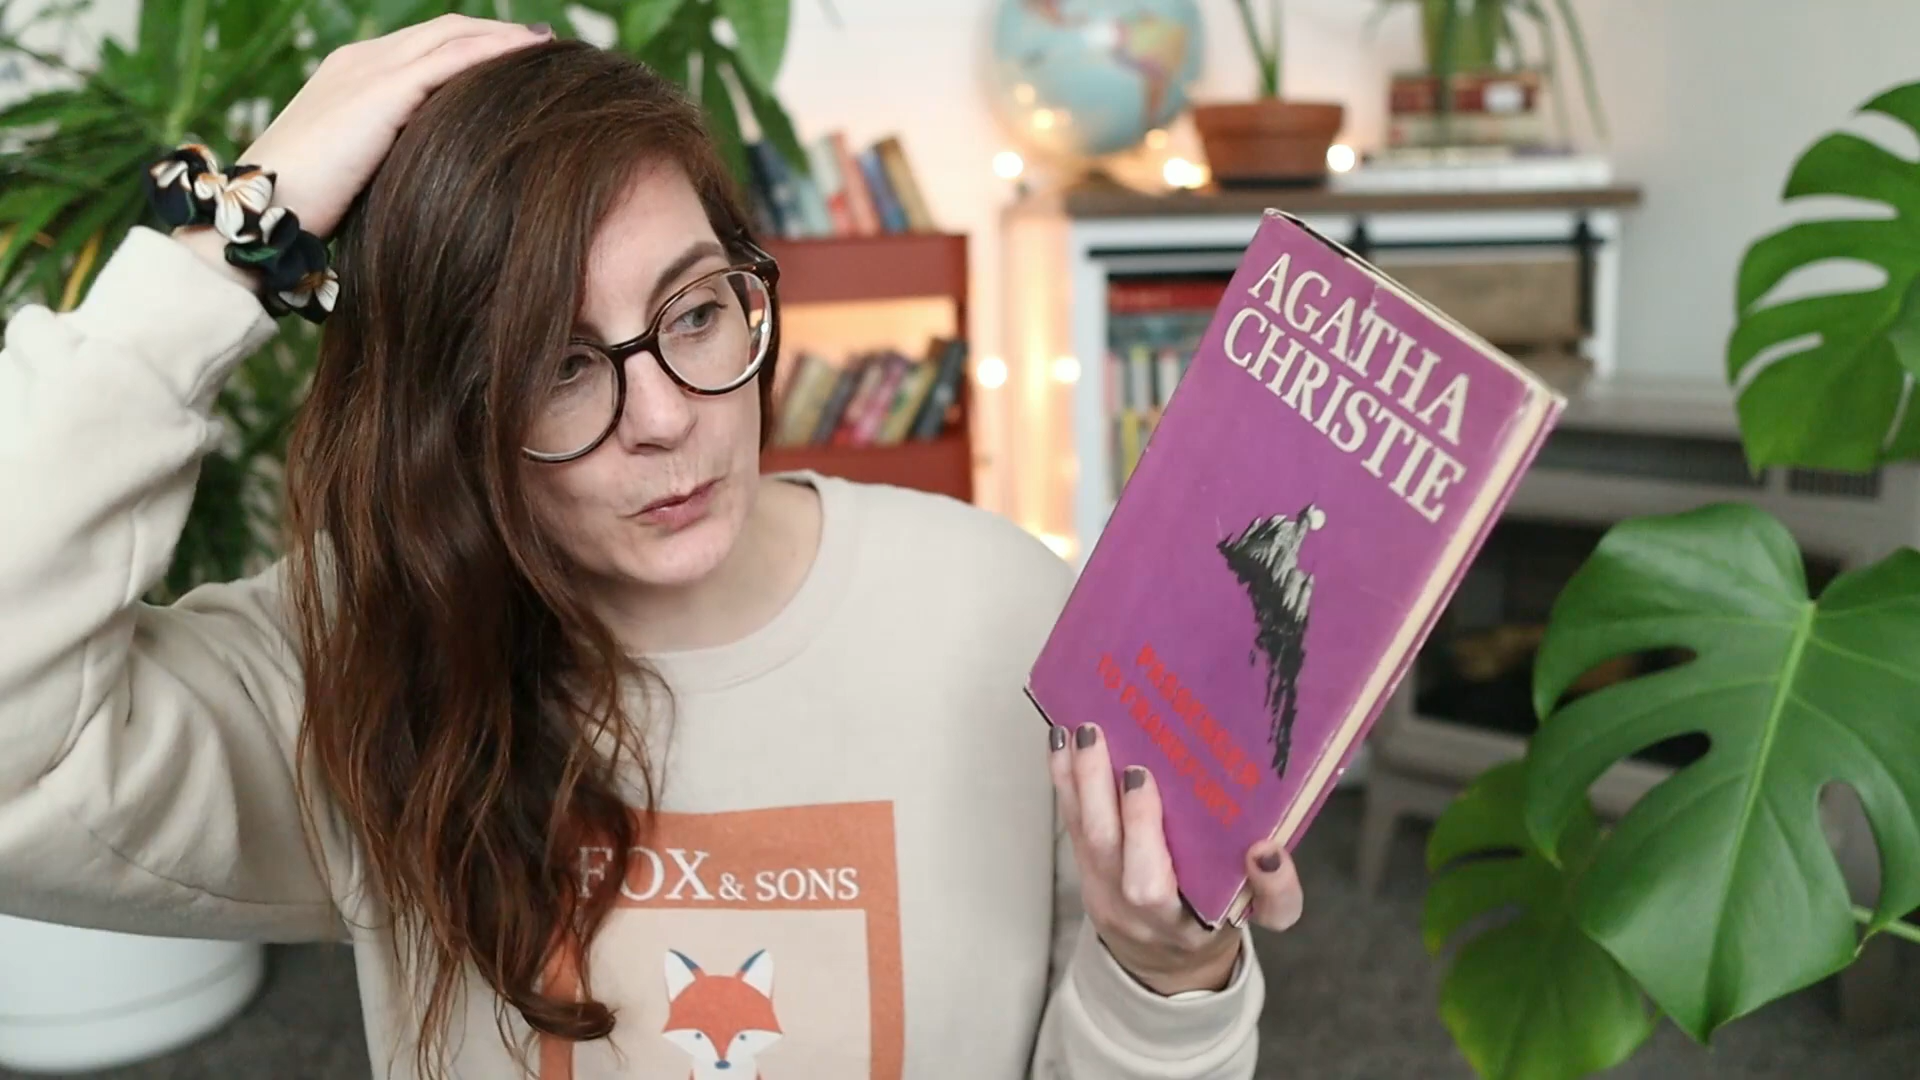 AGATHA
CHRISTIE
PASSENGER
TO FRANKFURT
FOX & SONS